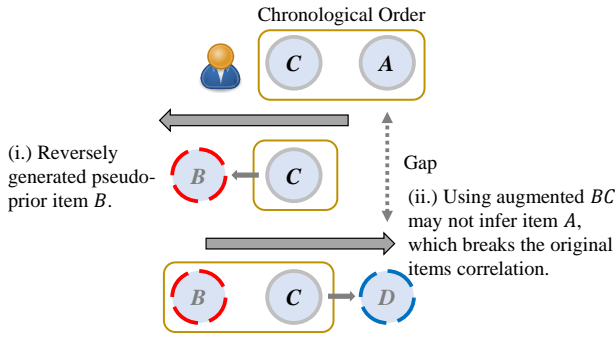 Chronological Order
C A
(i.) Reversely
generated pseudo-
prior item B.
B C
Gap
(ii.) Using augmented BC
may not infer item A,
which breaks the original
items correlation.
B C D